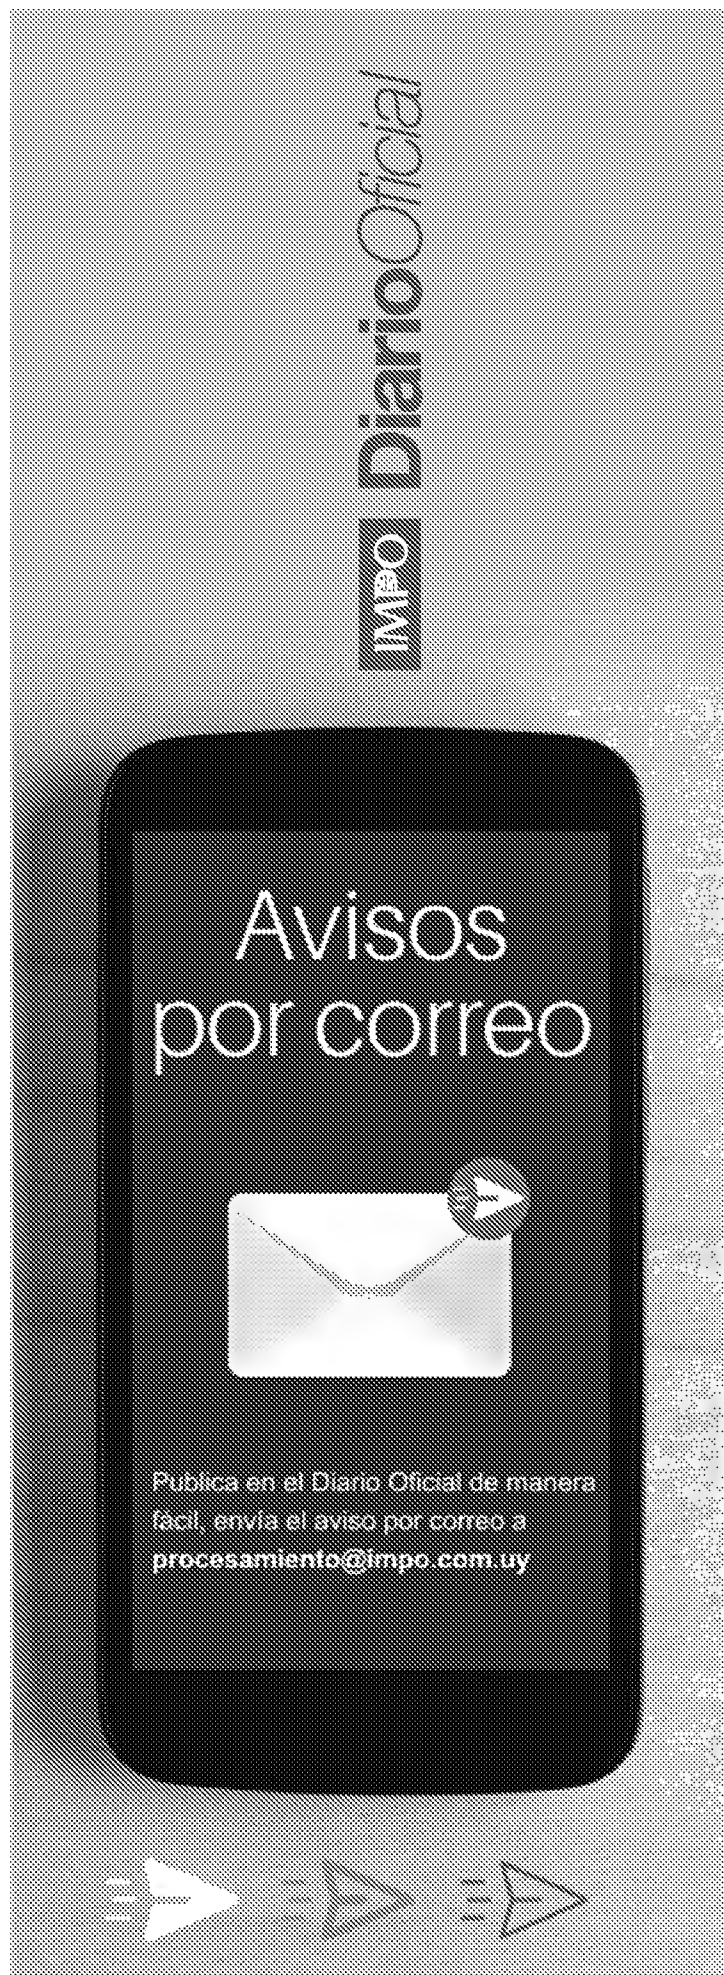 IMPO DiarioOficial
Avisos
por correo
Publica en el Diario Oficial de manera
fácil, envía el aviso por correo a
procesamiento@impo.com.uy